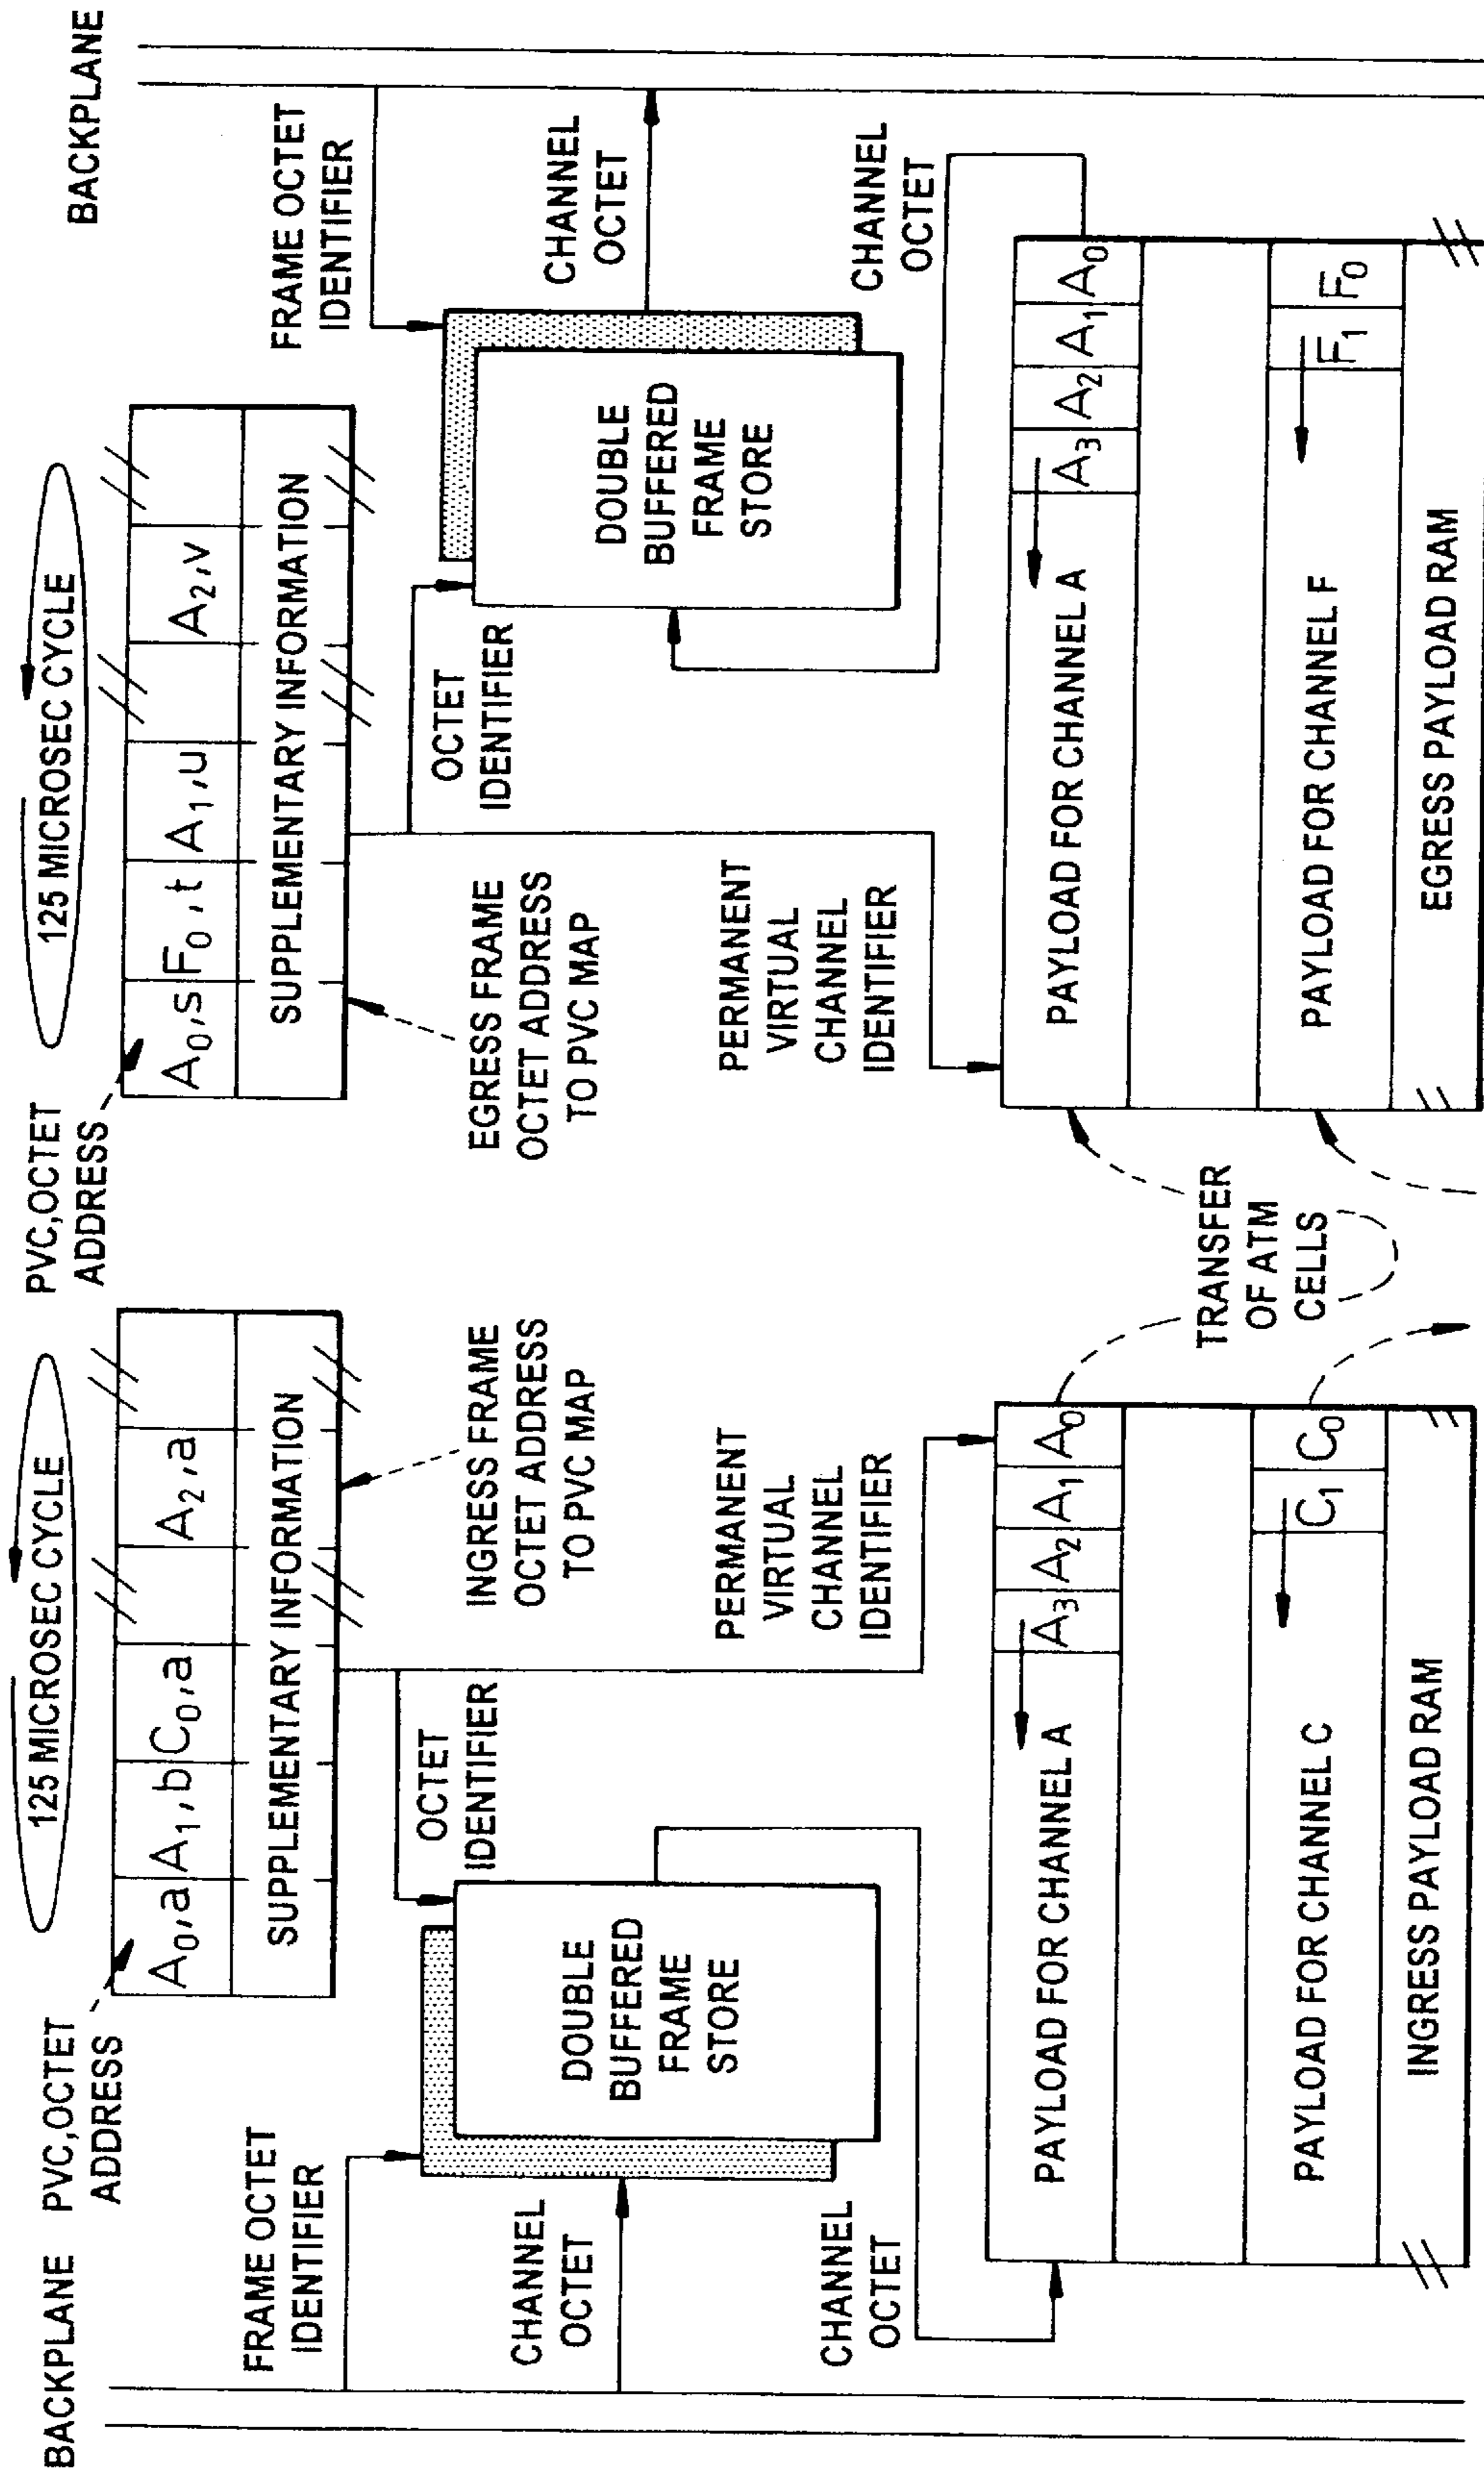 BACKPLANE
PVC,OCTET
ADDRESS
125 MICROSEC CYCLE
A0,a A1,b C0,a A2,a
SUPPLEMENTARY INFORMATION
FRAME OCTET
IDENTIFIER
OCTET
IDENTIFIER
INGRESS FRAME
OCTET ADDRESS
TO PVC MAP
CHANNEL
OCTET
DOUBLE
BUFFERED
FRAME
STORE
PERMANENT
VIRTUAL
CHANNEL
IDENTIFIER
CHANNEL
OCTET
PAYLOAD FOR CHANNEL A
A3 A2 A1 A0
PAYLOAD FOR CHANNEL C
C1 C0
INGRESS PAYLOAD RAM
TRANSFER
OF ATM
CELLS
PVC,OCTET
ADDRESS
125 MICROSEC CYCLE
BACKPLANE
A0,s F0,t A1,u A2,v
SUPPLEMENTARY INFORMATION
EGRESS FRAME
OCTET ADDRESS
TO PVC MAP
OCTET
IDENTIFIER
FRAME OCTET
IDENTIFIER
DOUBLE
BUFFERED
FRAME
STORE
CHANNEL
OCTET
PERMANENT
VIRTUAL
CHANNEL
IDENTIFIER
CHANNEL
OCTET
PAYLOAD FOR CHANNEL A
A3 A2 A1 A0
PAYLOAD FOR CHANNEL F
F1 F0
EGRESS PAYLOAD RAM